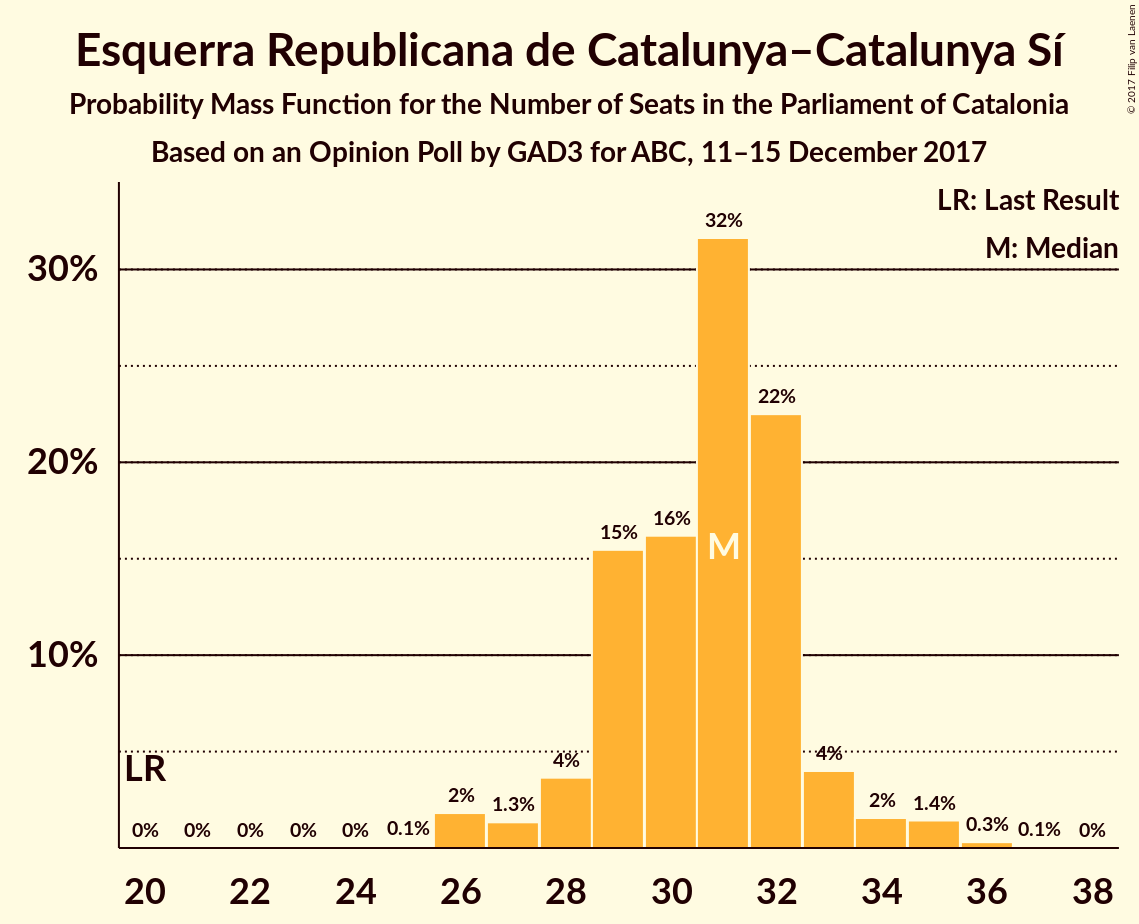 Esquerra Republicana de Catalunya–Catalunya Sí
Probability Mass Function for the Number of Seats in the Parliament of Catalonia
Based on an Opinion Poll by GAD3 for ABC, 11–15 December 2017
© 2017 Filip van Laenen
LR: Last Result
M: Median
30%
20%
10%
LR
M
0% 0% 0% 0% 0% 0.1% 2% 1.3% 4% 15% 16% 32% 22% 4% 2% 1.4% 0.3% 0.1% 0%
20 22 24 26 28 30 32 34 36 38